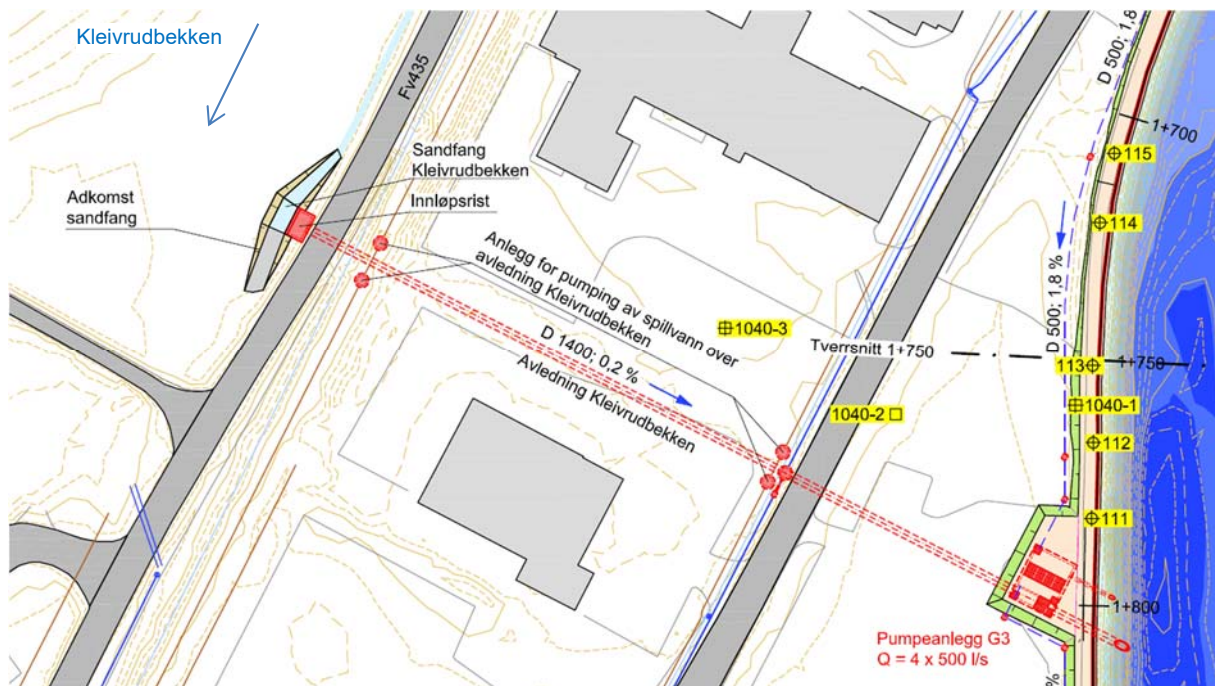 Kleivrudbekken
Fv435
Sandfang
Kleivrudbekken
Innløpsrist
Adkomst
sandfang
Anlegg for pumping av spillvann over
avledning Kleivrudbekken
D 1400; 0,2 %
Avledning Kleivrudbekken
1040-3
Tverrsnitt 1+750
1040-2
D 500; 1,8
1+700
115
114
D 500; 1,8 %
113
1+750
1040-1
112
111
1+800
Pumpeanlegg G3
Q = 4 x 500 l/s
%